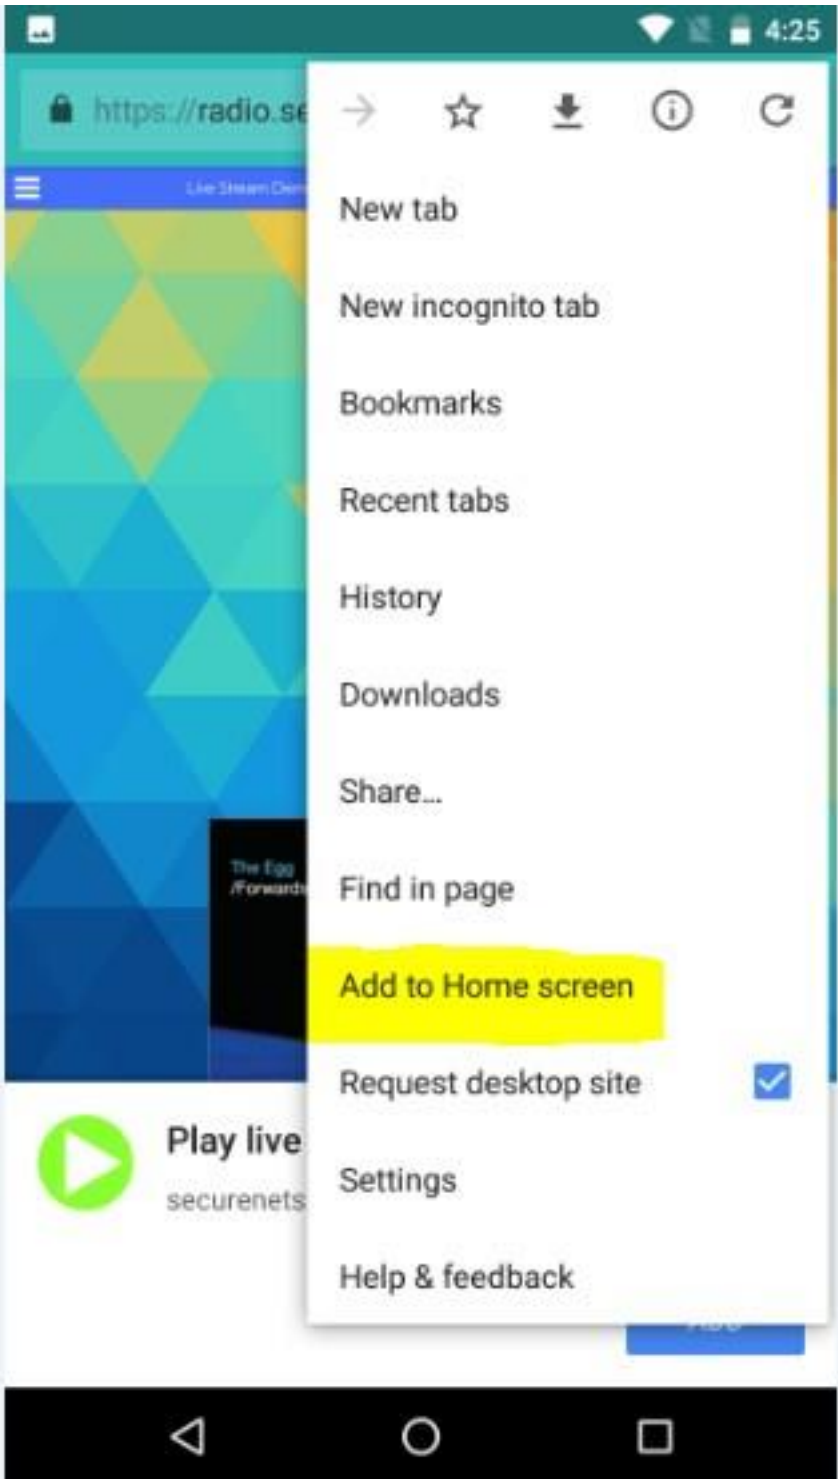 4:25
https://radio.se
Live Stream Dem
New tab
New incognito tab
Bookmarks
Recent tabs
History
Downloads
Share...
The Egg
/Forwards
Find in page
Add to Home screen
Request desktop site
Play live
securenets
Settings
Help & feedback